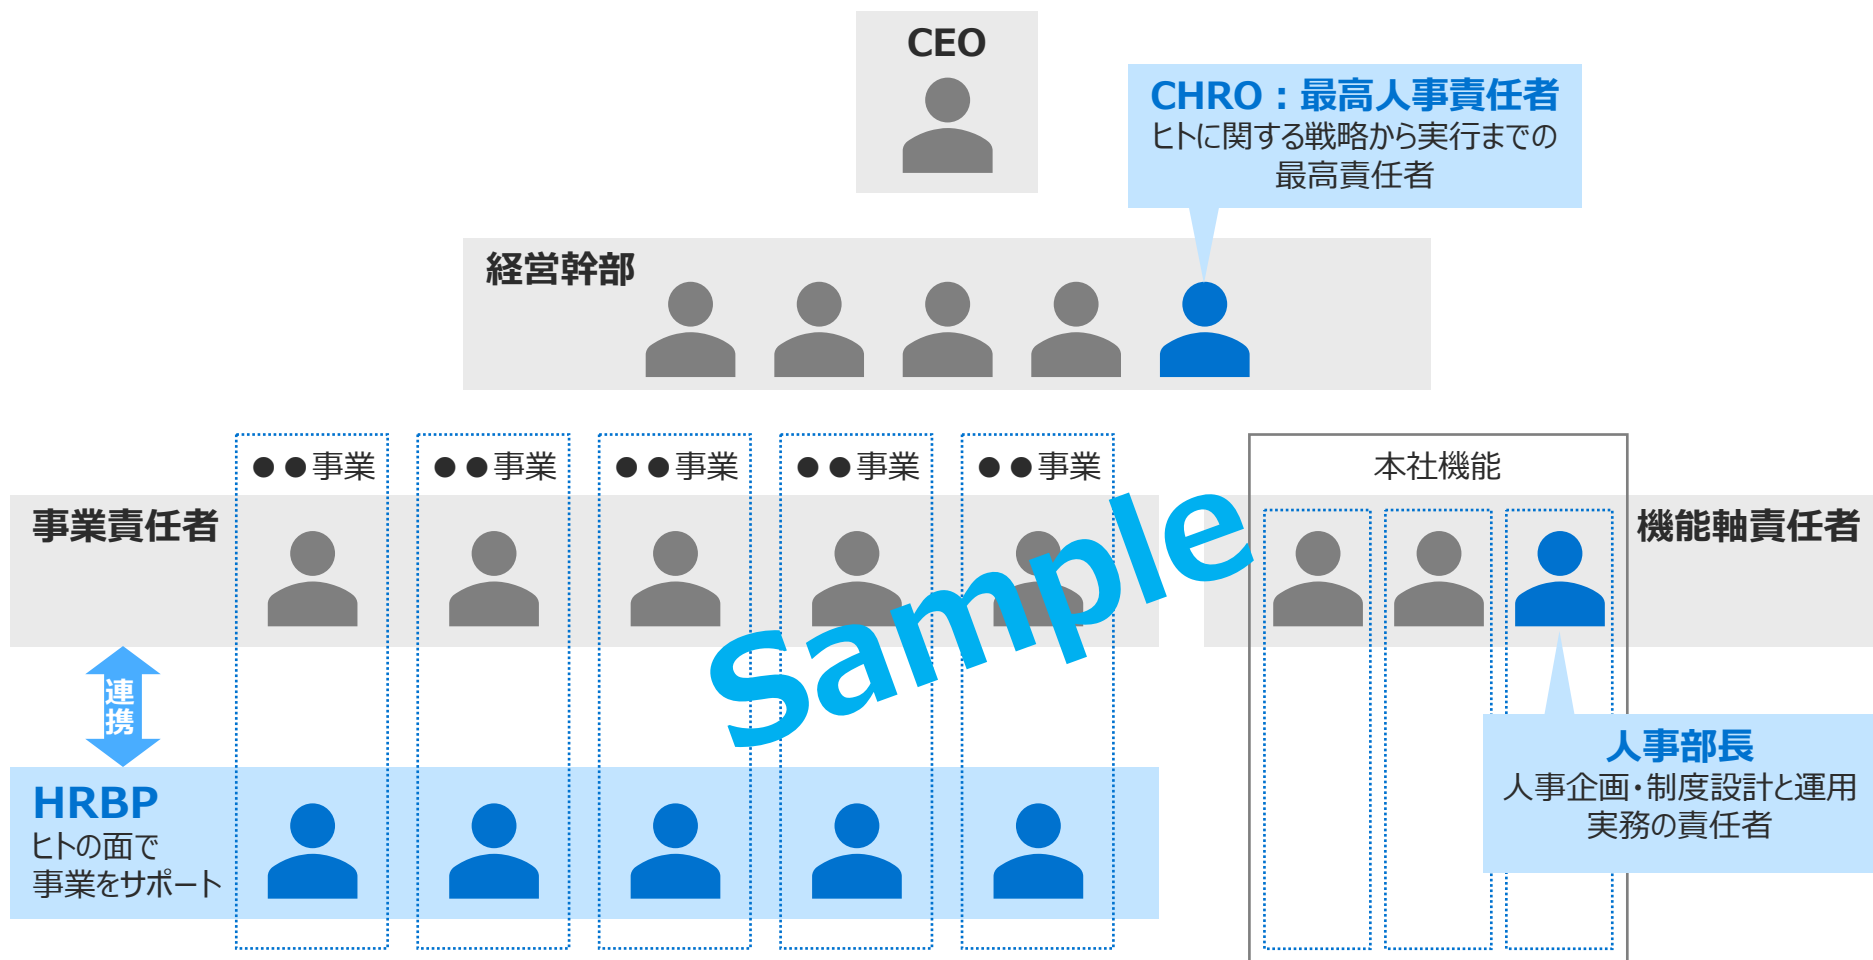 CEO
CHRO：最高人事責任者
ヒトに関する戦略から実行までの
最高責任者
経営幹部
●●事業
●●事業
●●事業
●●事業
●●事業
本社機能
事業責任者
機能軸責任者
Sample
連
携
人事部長
人事企画・制度設計と運用
実務の責任者
HRBP
ヒトの面で
事業をサポート